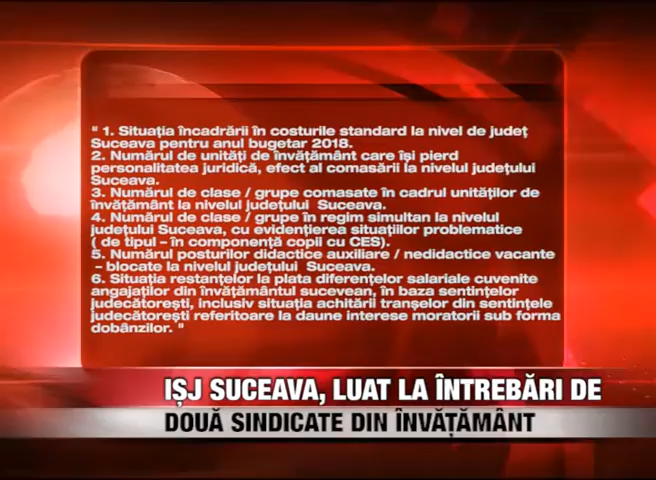 " 1. Situația încadrării în costurile standard la nivel de județ
Suceava pentru anul bugetar 2018.
2. Numărul de unități de învățământ care își pierd
personalitatea juridică, efect al comasării la nivelul județului
Suceava.
3. Numărul de clase / grupe comasate în cadrul unităților de
învățământ la nivelul județului Suceava.
4. Numărul de clase / grupe în regim simultan la nivelul
județului Suceava, cu evidențierea situațiilor problematice
( de tipul – în componență copil cu CES).
5. Numărul posturilor didactice auxiliare / nedidactice vacante
– blocate la nivelul județului Suceava.
6. Situația restanțelor la plata diferențelor salariale cuvenite
angajaților din învățământul sucevean, în baza sentințelor
judecătorești, inclusiv situația achitării tranșelor din sentințele
judecătorești referitoare la daune interese moratorii sub forma
dobânzilor. "
IȘJ SUCEAVA, LUAT LA ÎNTREBĂRI DE
DOUĂ SINDICATE DIN ÎNVĂȚĂMÂNT